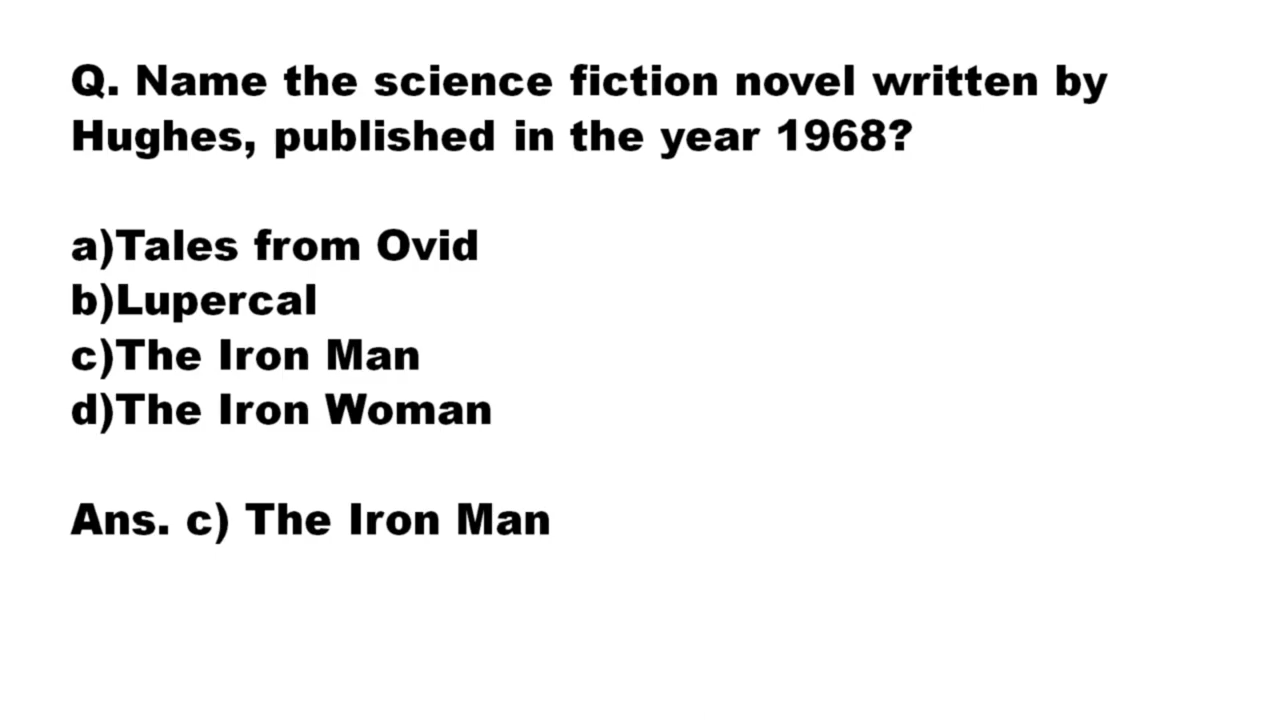 Q. Name the science fiction novel written by
Hughes, published in the year 1968?
a)Tales from Ovid
b)Lupercal
c)The Iron Man
d)The Iron Woman
Ans. c) The Iron Man